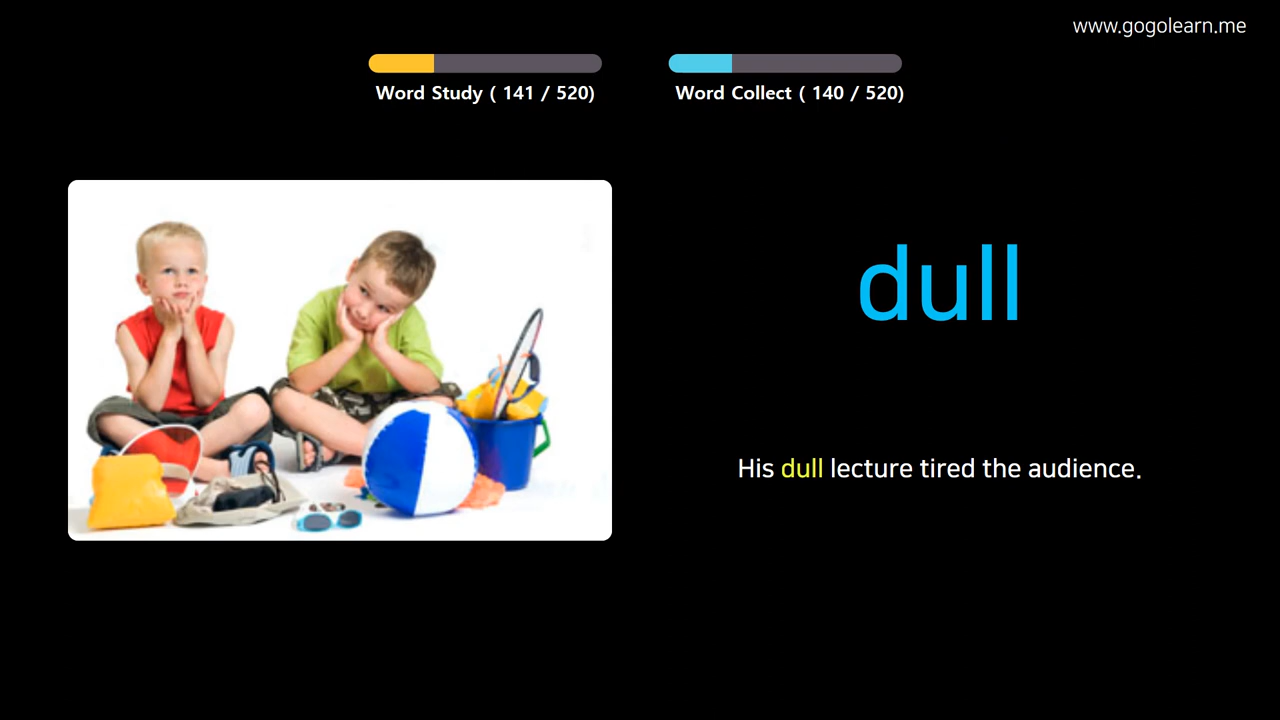 www.gogolearn.me
Word Study ( 141 / 520)
Word Collect ( 140 / 520)
dull
His dull lecture tired the audience.